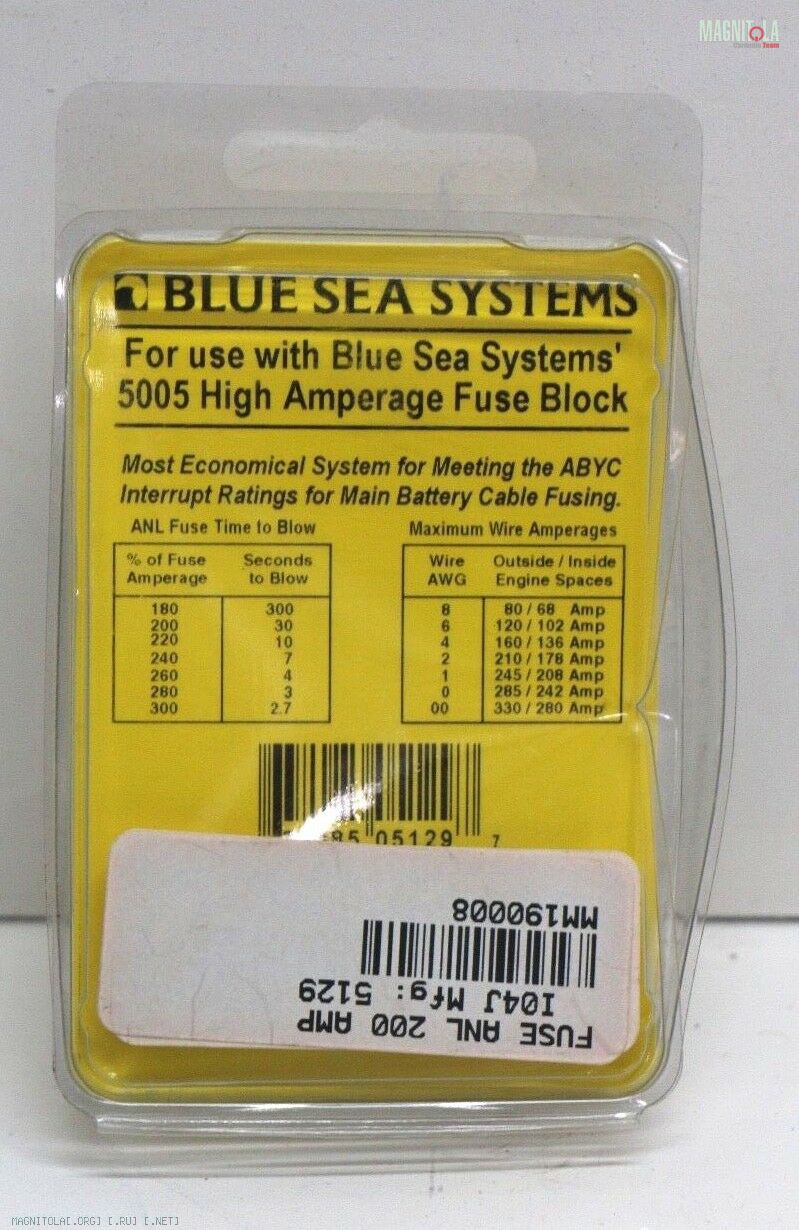 MAGNITOLA
BLUE SEA SYSTEMS
For use with Blue Sea Systems'
5005 High Amperage Fuse Block
Most Economical System for Meeting the ABYC
Interrupt Ratings for Main Battery Cable Fusing.
ANL Fuse Time to Blow
% of Fuse Seconds
Amperage to Blow
180 300
200 30
220 10
240 7
260 4
280 3
300 2.7
Maximum Wire Amperages
Wire Outside / Inside
AWG Engine Spaces
8 80 / 68 Amp
6 120 / 102 Amp
4 160 / 136 Amp
2 210 / 178 Amp
1 245 / 208 Amp
0 285 / 242 Amp
00 330 / 280 Amp
85 05129 7
FUSE ANL 200 AMP
I04J Mfg: 5129
MM190008
MAGNITOLA[.ORG] [.RU] [.NET]